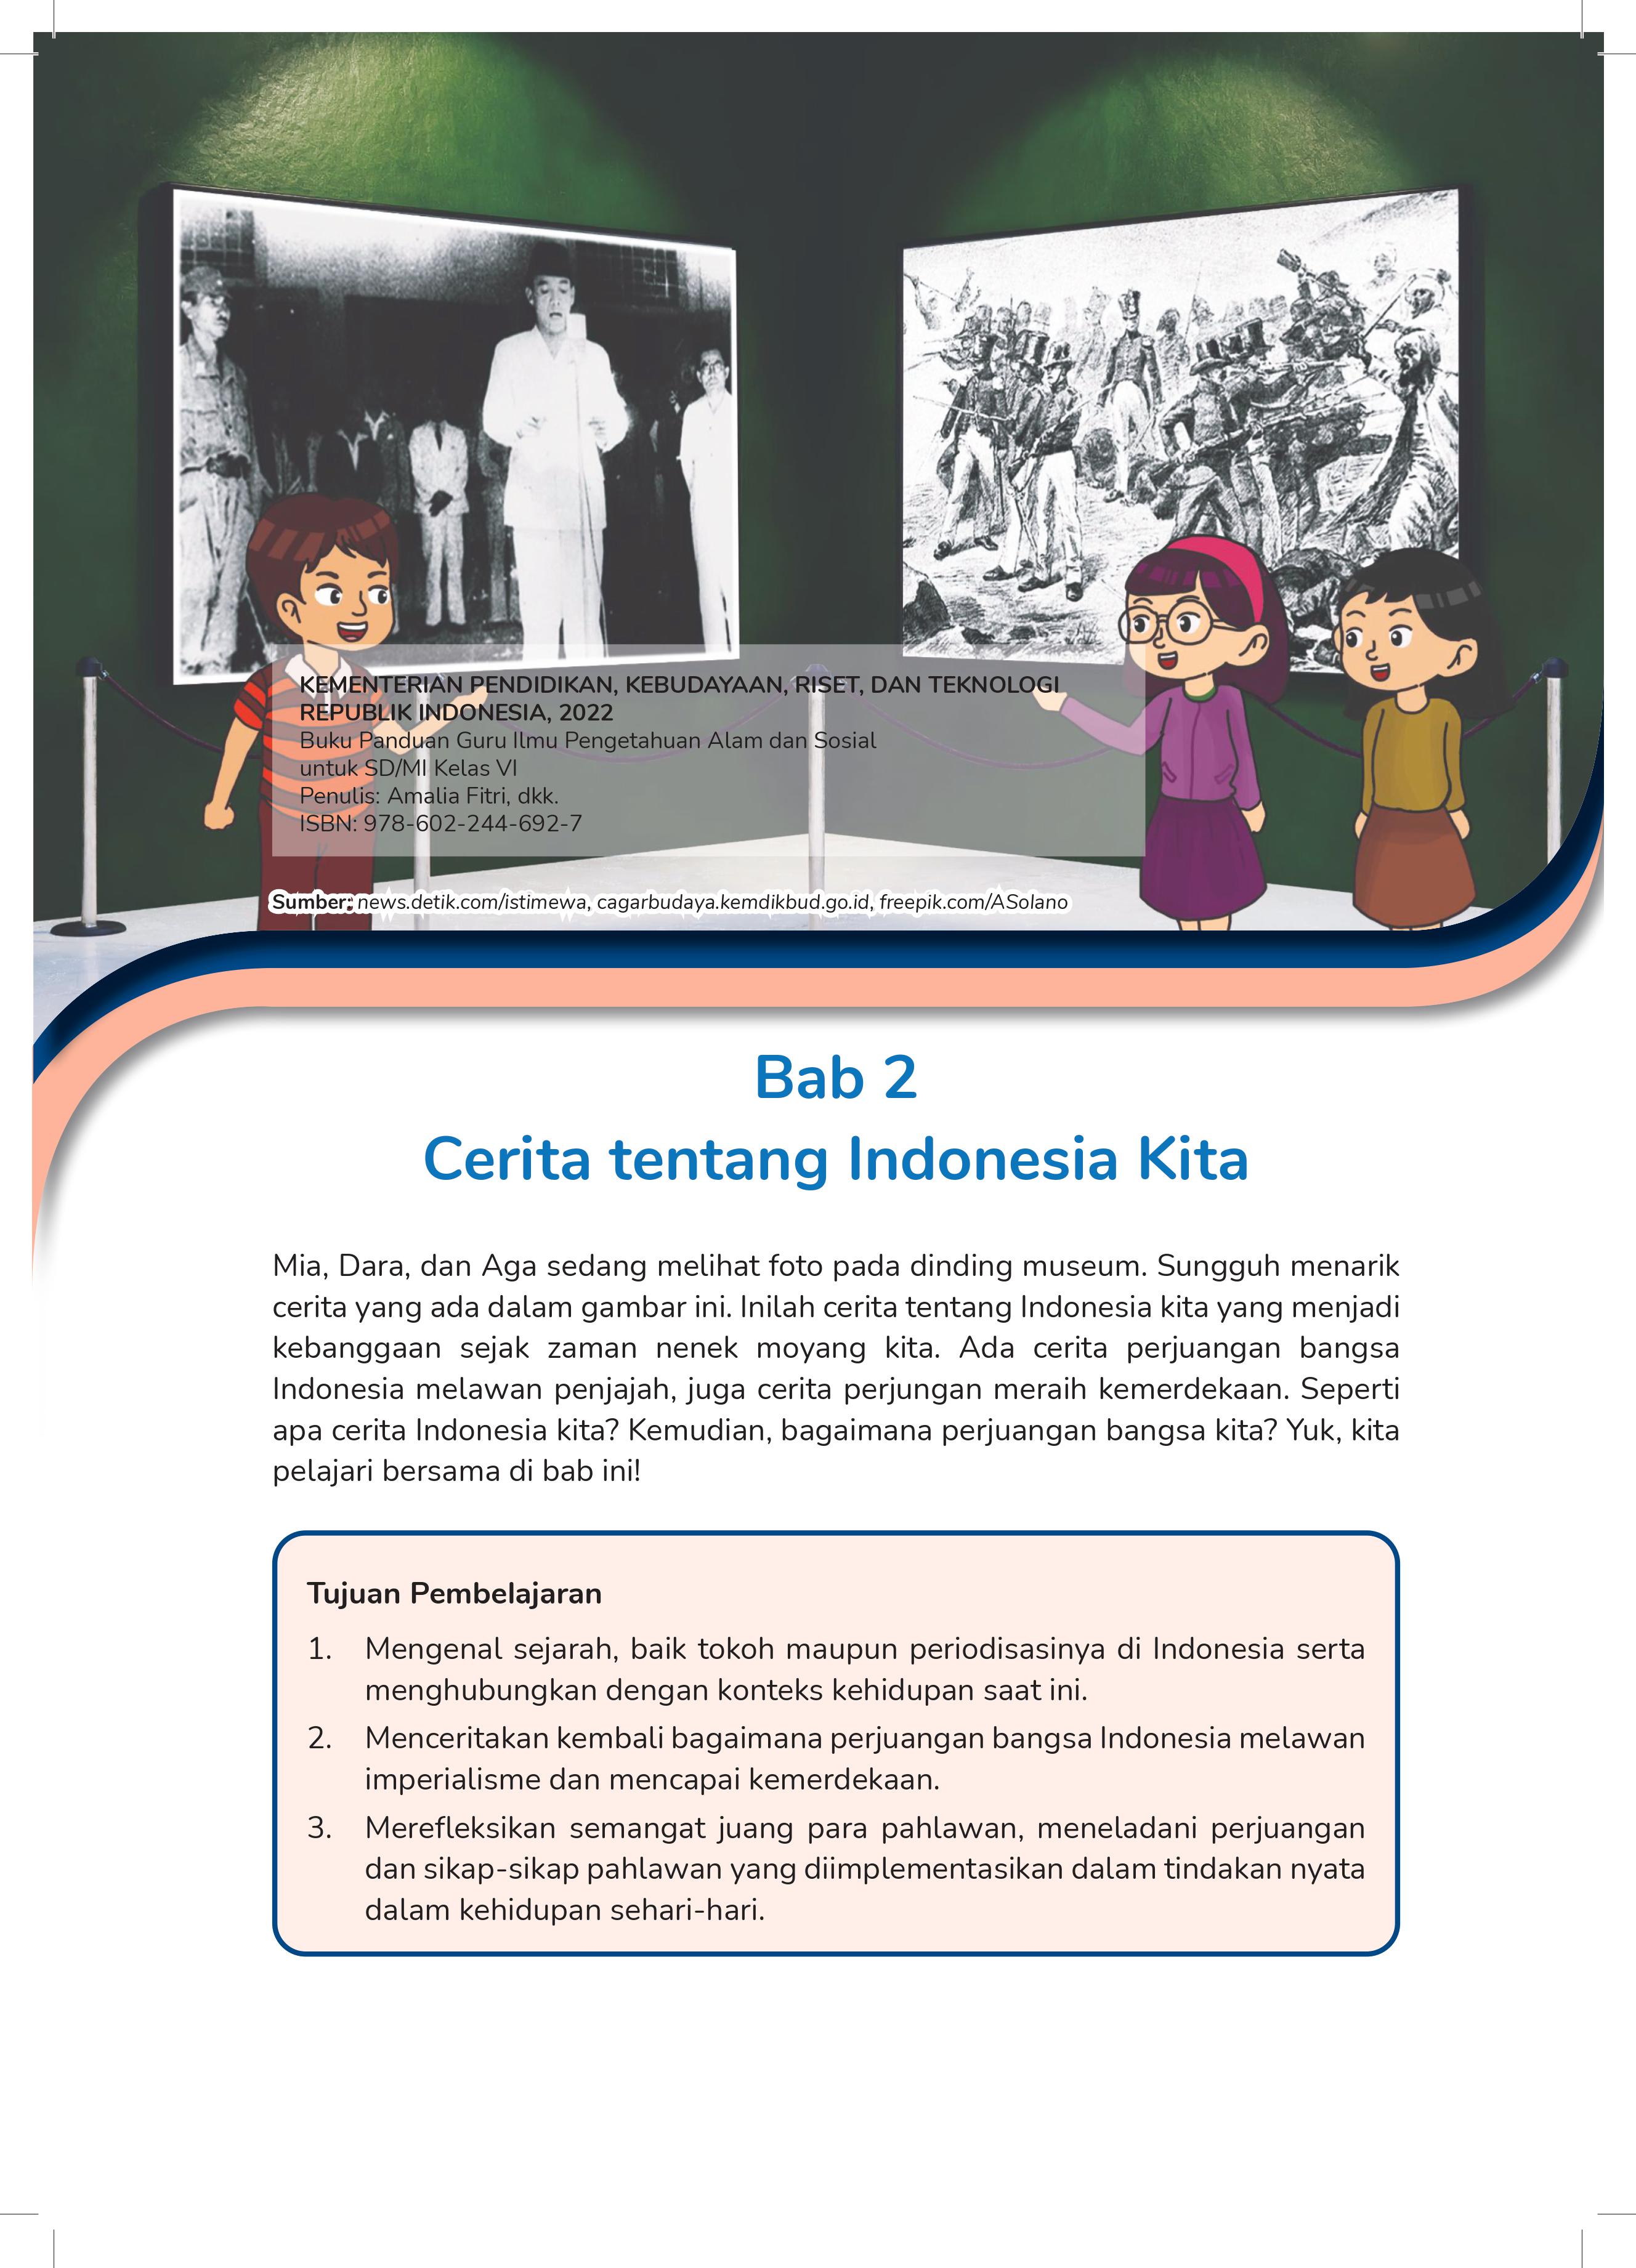 KEMENTERIAN PENDIDIKAN, KEBUDAYAAN, RISET, DAN TEKNOLOGI
REPUBLIK INDONESIA, 2022
Buku Panduan Guru Ilmu Pengetahuan Alam dan Sosial
untuk SD/MI Kelas VI
Penulis: Amalia Fitri, dkk.
ISBN: 978-602-244-692-7
Sumber: news.detik.com/istimewa, cagarbudaya.kemdikbud.go.id, freepik.com/ASolano
Bab 2
Cerita tentang Indonesia Kita
Mia, Dara, dan Aga sedang melihat foto pada dinding museum. Sungguh menarik
cerita yang ada dalam gambar ini. Inilah cerita tentang Indonesia kita yang menjadi
kebanggaan sejak zaman nenek moyang kita. Ada cerita perjuangan bangsa
Indonesia melawan penjajah, juga cerita perjungan meraih kemerdekaan. Seperti
apa cerita Indonesia kita? Kemudian, bagaimana perjuangan bangsa kita? Yuk, kita
pelajari bersama di bab ini!
Tujuan Pembelajaran
1. Mengenal sejarah, baik tokoh maupun periodisasinya di Indonesia serta
menghubungkan dengan konteks kehidupan saat ini.
2. Menceritakan kembali bagaimana perjuangan bangsa Indonesia melawan
imperialisme dan mencapai kemerdekaan.
3. Merefleksikan semangat juang para pahlawan, meneladani perjuangan
dan sikap-sikap pahlawan yang diimplementasikan dalam tindakan nyata
dalam kehidupan sehari-hari.